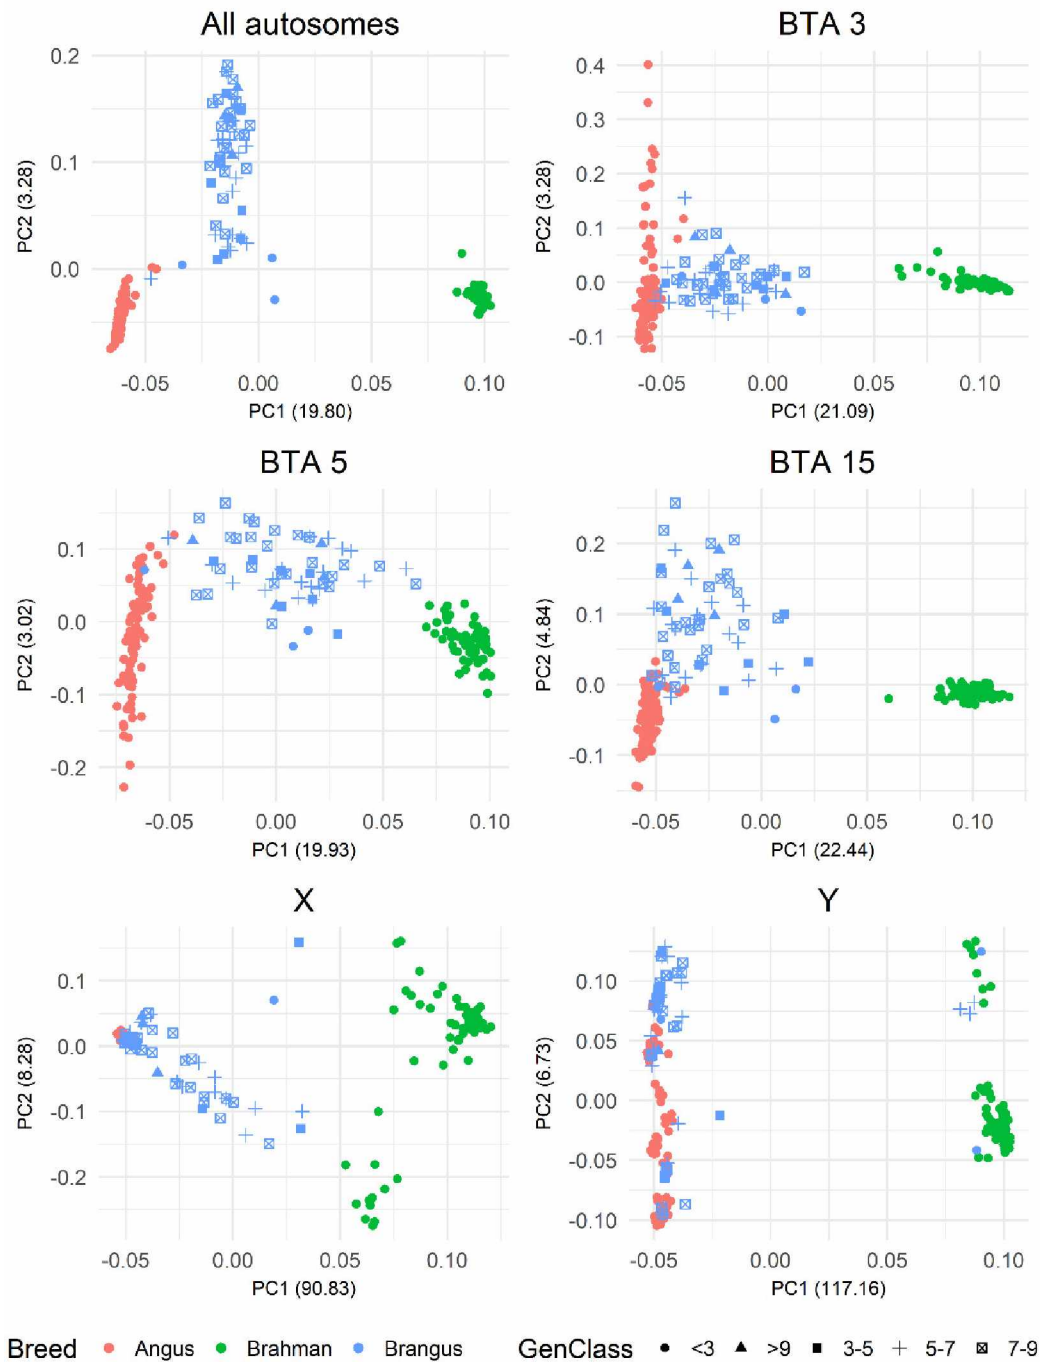 All autosomes
PC2 (3.28)
0.2
0.1
0.0
-0.05 0.00 0.05 0.10
PC1 (19.80)
BTA 3
PC2 (3.28)
0.4
0.3
0.2
0.1
0.0
-0.1
-0.05 0.00 0.05 0.10
PC1 (21.09)
BTA 5
PC2 (3.02)
0.1
0.0
-0.1
-0.2
-0.05 0.00 0.05 0.10
PC1 (19.93)
BTA 15
PC2 (4.84)
0.2
0.1
0.0
-0.1
-0.05 0.00 0.05 0.10
PC1 (22.44)
X
PC2 (8.28)
0.1
0.0
-0.1
-0.2
-0.05 0.00 0.05 0.10
PC1 (90.83)
Y
PC2 (6.73)
0.10
0.05
0.00
-0.05
-0.10
-0.05 0.00 0.05 0.10
PC1 (117.16)
Breed Angus Brahman Brangus GenClass <3 >9 3-5 5-7 7-9